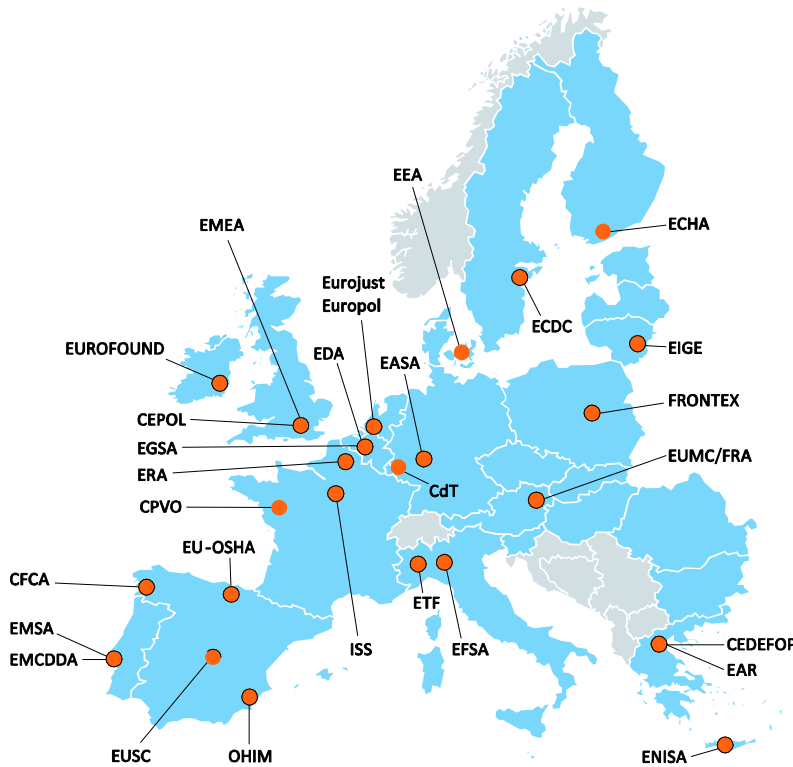 EEA
EMEA
ECHA
Eurojust
Europol
ECDC
EUROFOUND
EDA
EASA
EIGE
FRONTEX
CEPOL
EGSA
ERA
EUMC/FRA
CdT
CPVO
EU-OSHA
CFCA
ETF
EMSA
EMCDDA
ISS
EFSA
CEDEFOP
EAR
EUSC
OHIM
ENISA